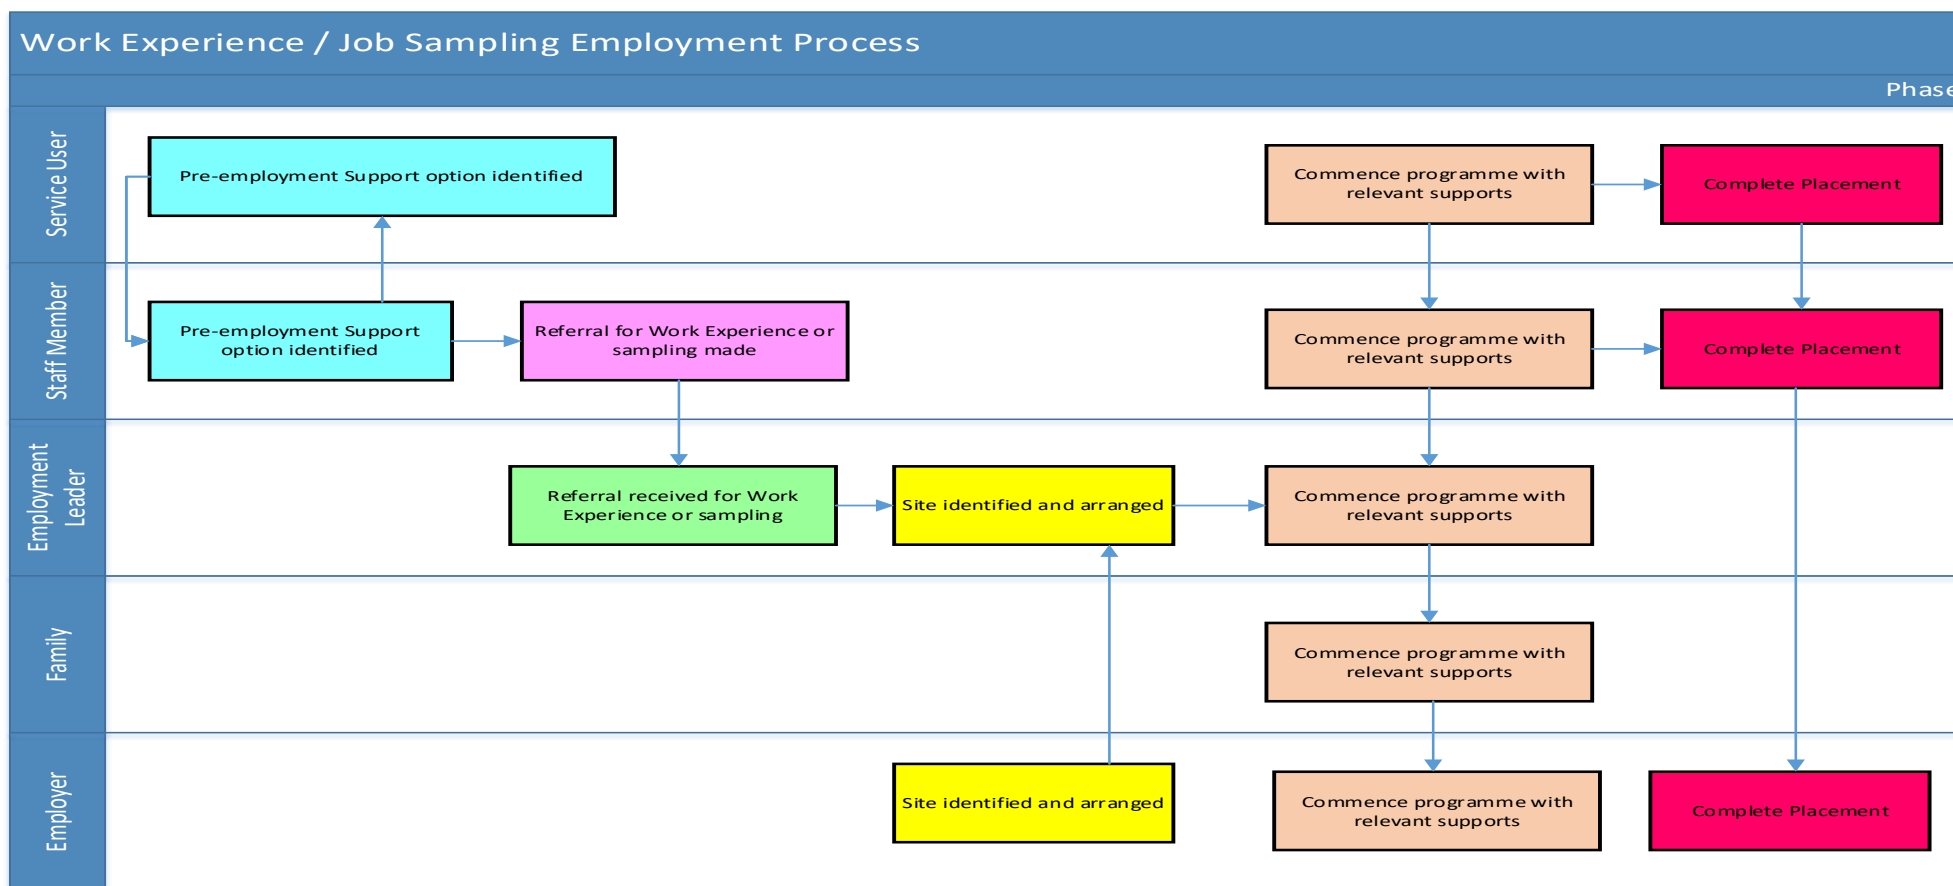 Work Experience / Job Sampling Employment Process
Phase
Service User
Pre-employment Support option identified
Commence programme with
relevant supports
Complete Placement
Staff Member
Pre-employment Support
option identified
Referral for Work Experience or
sampling made
Commence programme with
relevant supports
Complete Placement
Employment
Leader
Referral received for Work
Experience or sampling
Site identified and arranged
Commence programme with
relevant supports
Family
Commence programme with
relevant supports
Employer
Site identified and arranged
Commence programme with
relevant supports
Complete Placement